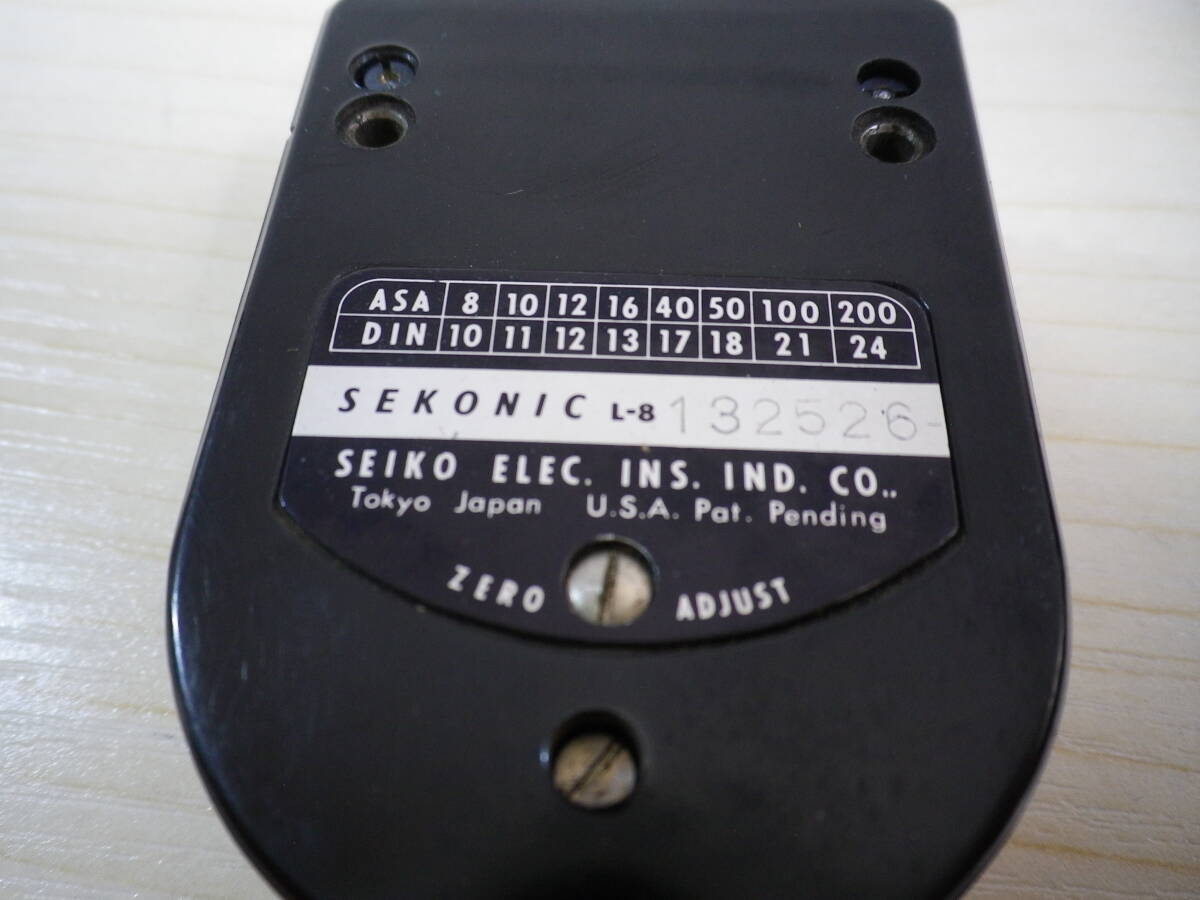 ASA 8 10 12 16 40 50 100 200
DIN 10 11 12 13 17 18 21 24
SEKONIC L-8 132526-
SEIKO ELEC. INS. IND. CO.,.
Tokyo Japan U.S.A. Pat. Pending
ZERO ADJUST